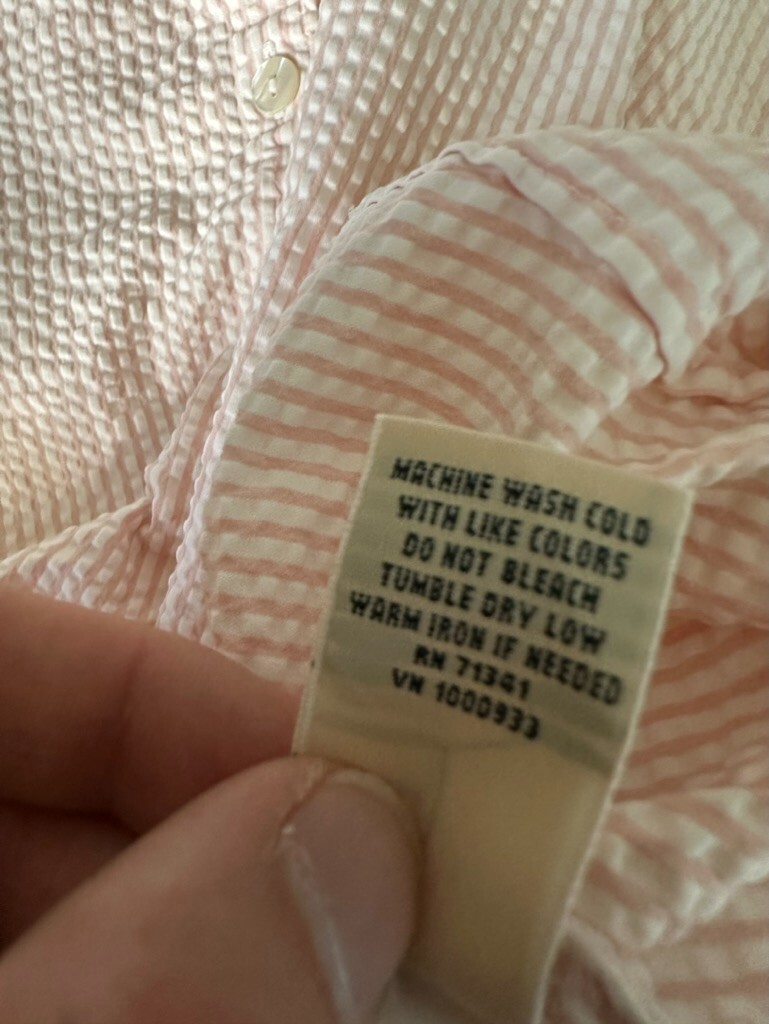 MACHINE WASH COLD
WITH LIKE COLORS
DO NOT BLEACH
TUMBLE DRY LOW
WARM IRON IF NEEDED
RN 71341
VN 1000933